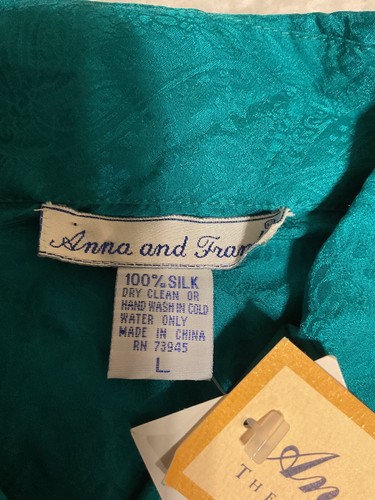 Anna and Fran
100% SILK
DRY CLEAN OR
HAND WASH IN COLD
WATER ONLY
MADE IN CHINA
RN 73945
L
An
THE